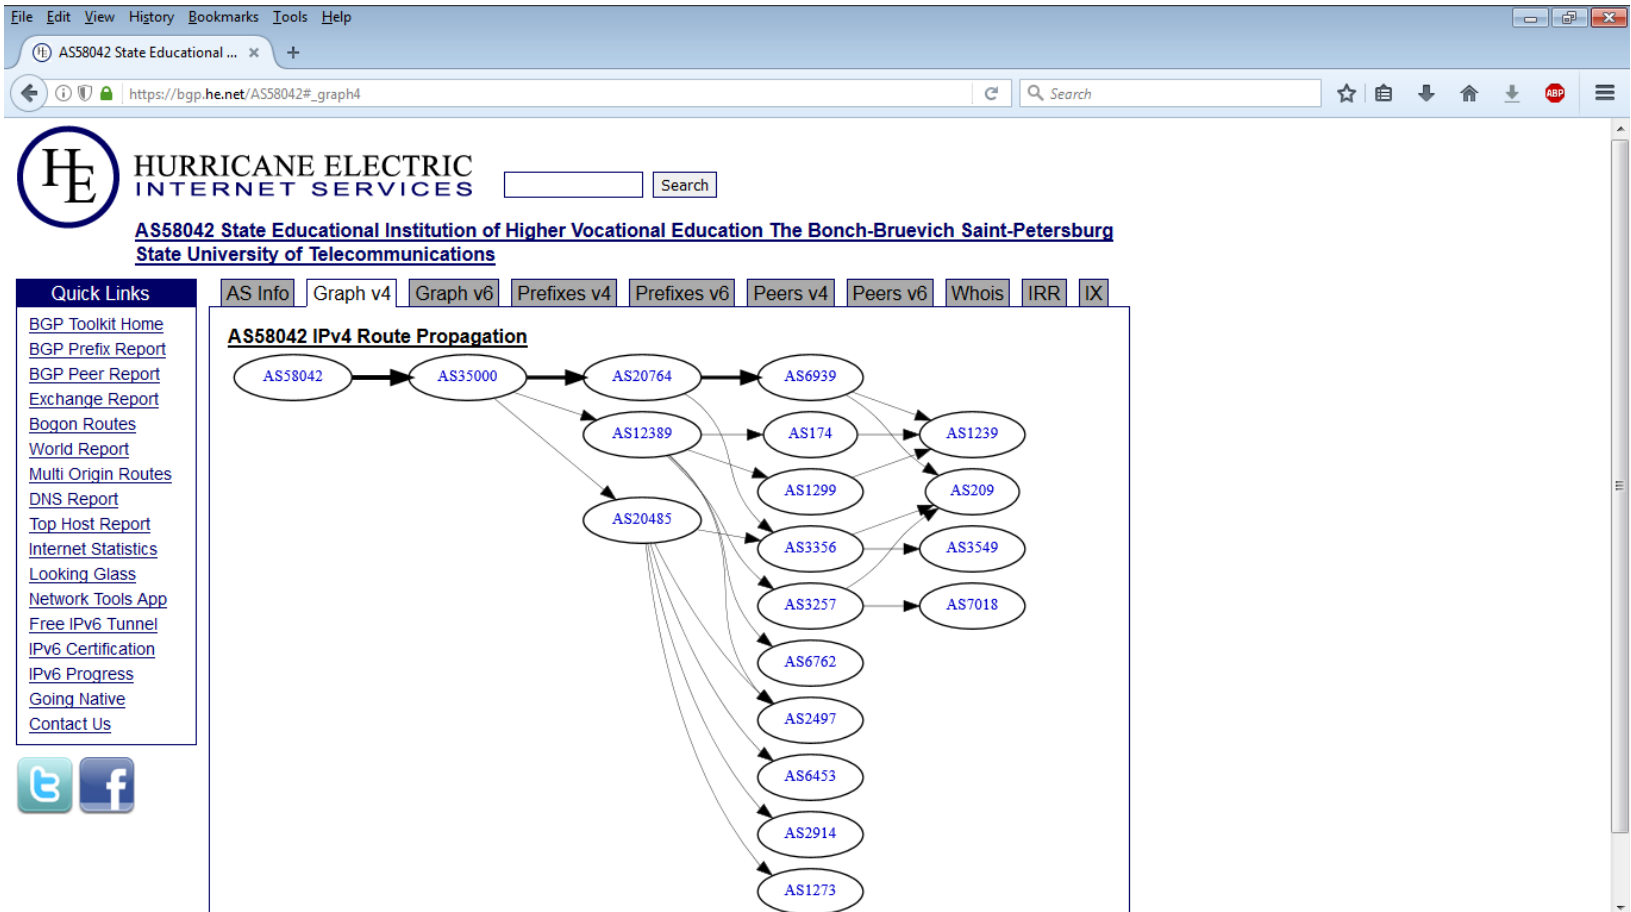 File Edit View History Bookmarks Tools Help
AS58042 State Educational ... × +
https://bgp.he.net/AS58042#_graph4
Search
ABP
HE
HURRICANE ELECTRIC
INTERNET SERVICES
Search
AS58042 State Educational Institution of Higher Vocational Education The Bonch-Bruevich Saint-Petersburg
State University of Telecommunications
Quick Links
BGP Toolkit Home
BGP Prefix Report
BGP Peer Report
Exchange Report
Bogon Routes
World Report
Multi Origin Routes
DNS Report
Top Host Report
Internet Statistics
Looking Glass
Network Tools App
Free IPv6 Tunnel
IPv6 Certification
IPv6 Progress
Going Native
Contact Us
AS Info Graph v4 Graph v6 Prefixes v4 Prefixes v6 Peers v4 Peers v6 Whois IRR IX
AS58042 IPv4 Route Propagation
AS58042 AS35000 AS20764 AS6939
AS12389 AS174 AS1239
AS1299 AS209
AS20485
AS3356 AS3549
AS3257 AS7018
AS6762
AS2497
AS6453
AS2914
AS1273